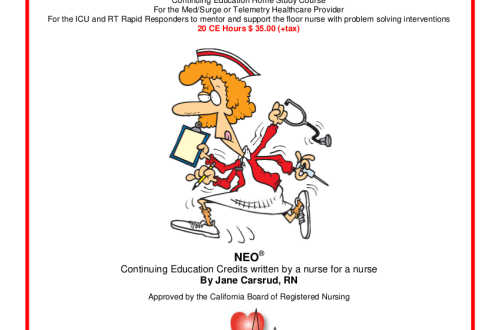 Continuing Education Home Study Course
For the Med/Surge or Telemetry Healthcare Provider
For the ICU and RT Rapid Responders to mentor and support the floor nurse with problem solving interventions
20 CE Hours $ 35.00 (+tax)
NEO®
Continuing Education Credits written by a nurse for a nurse
By Jane Carsrud, RN
Approved by the California Board of Registered Nursing